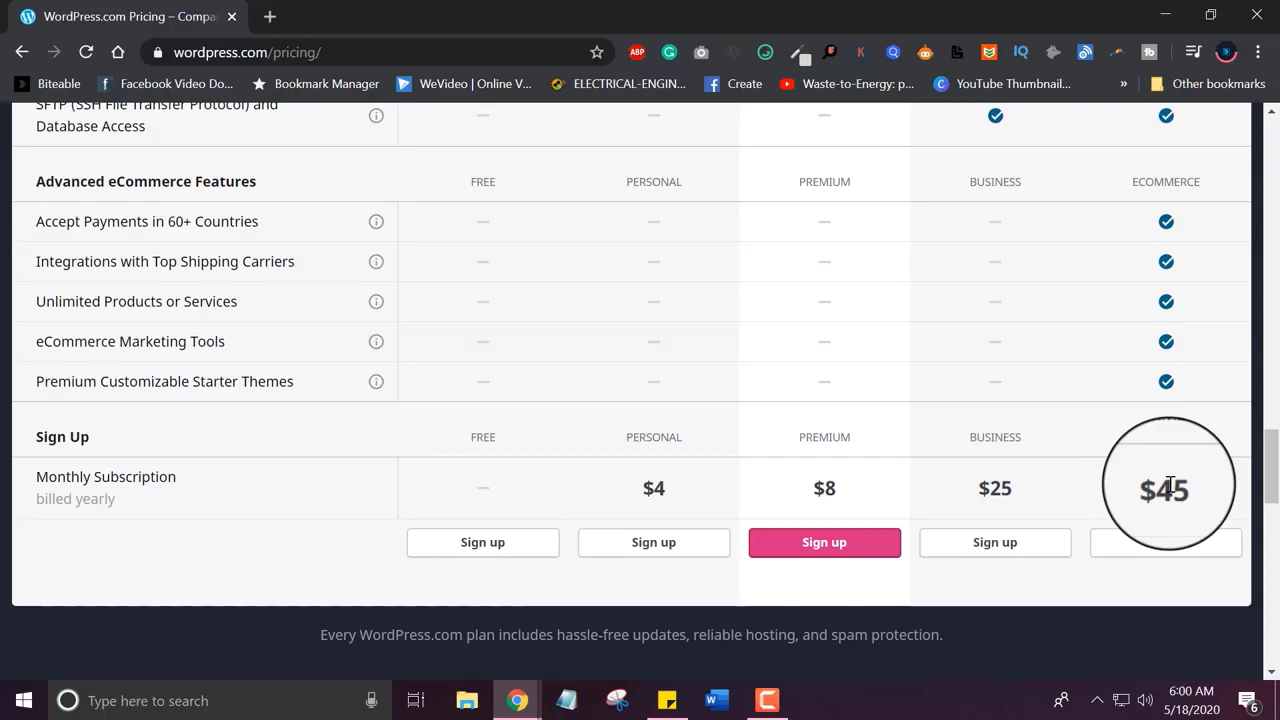 WordPress.com Pricing – Compa
wordpress.com/pricing/
ABP
Biteable
Facebook Video Do...
Bookmark Manager
WeVideo | Online V...
ELECTRICAL-ENGIN...
Create
Waste-to-Energy: p...
YouTube Thumbnail...
»
Other bookmarks
SFTP (SSH File Transfer Protocol) and
Database Access
Advanced eCommerce Features FREE PERSONAL PREMIUM BUSINESS ECOMMERCE
Accept Payments in 60+ Countries
Integrations with Top Shipping Carriers
Unlimited Products or Services
eCommerce Marketing Tools
Premium Customizable Starter Themes
Sign Up FREE PERSONAL PREMIUM BUSINESS
Monthly Subscription
billed yearly
$4 $8 $25 $45
Sign up Sign up Sign up Sign up
Every WordPress.com plan includes hassle-free updates, reliable hosting, and spam protection.
Type here to search
6:00 AM
5/18/2020
6